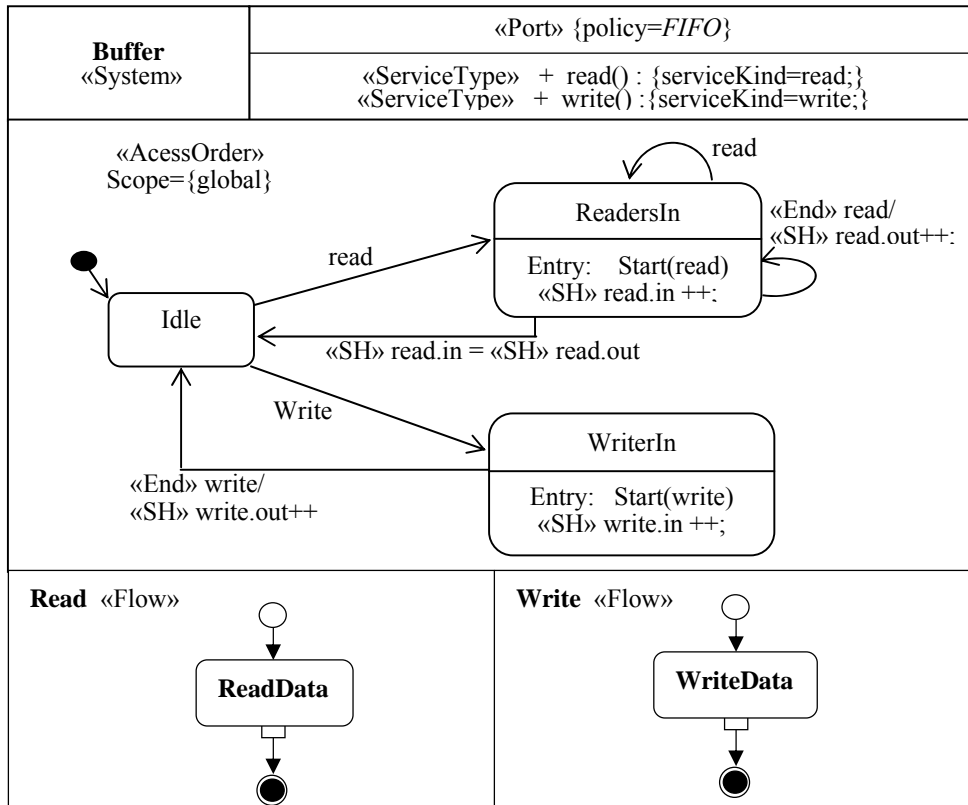 Buffer
«System»
«Port» {policy=FIFO}
«ServiceType» + read() : {serviceKind=read;}
«ServiceType» + write() :{serviceKind=write;}
«AcessOrder»
Scope={global}
read
ReadersIn
Entry: Start(read)
«SH» read.in ++;
«End» read/
«SH» read.out++;
read
Idle
«SH» read.in = «SH» read.out
Write
WriterIn
Entry: Start(write)
«SH» write.in ++;
«End» write/
«SH» write.out++
Read «Flow»
ReadData
Write «Flow»
WriteData